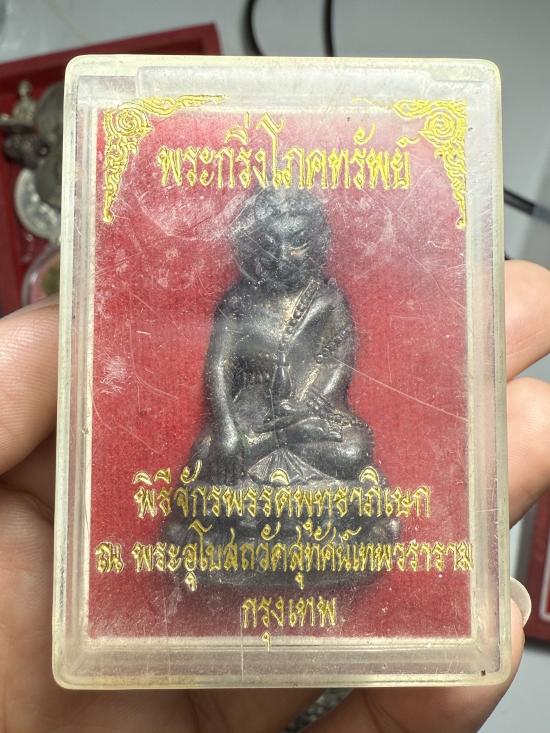 พระกริ่งโภคทรัพย์
พิธีจักรพรรดิพุทธาภิเษก
ณ พระอุโบสถวัดสุทัศน์เทพวราราม
กรุงเทพ